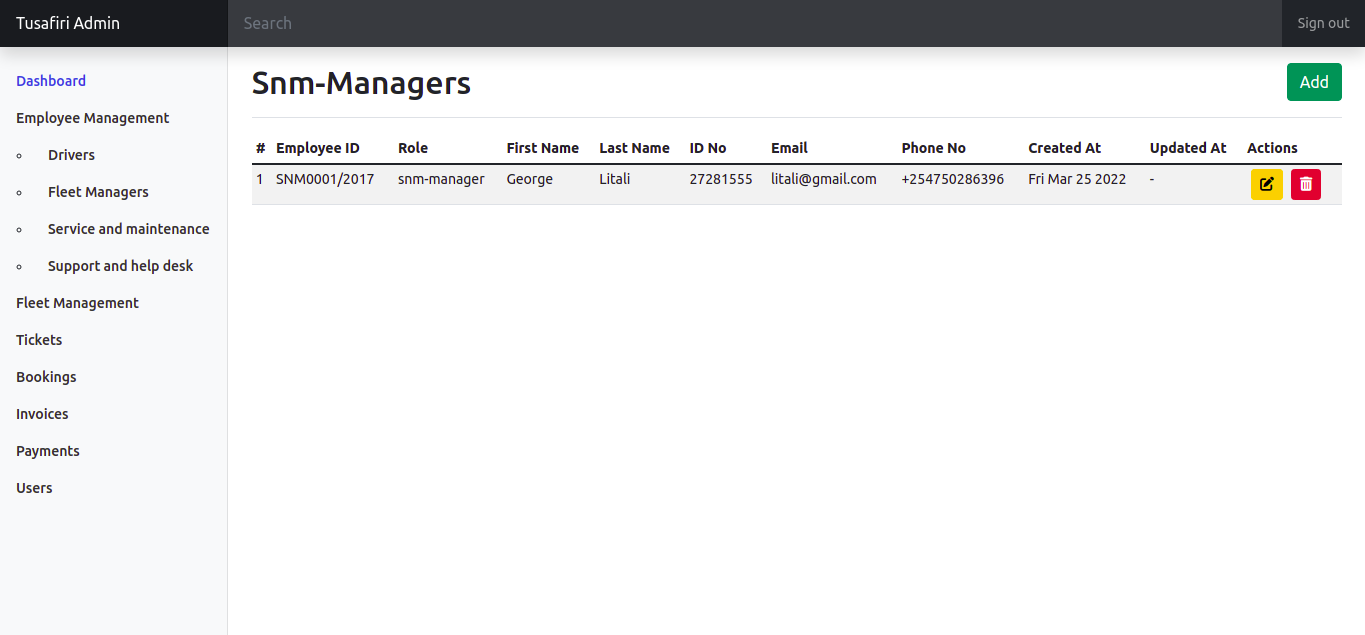 Tusafiri Admin
Search
Sign out
Dashboard
Employee Management
Drivers
Fleet Managers
Service and maintenance
Support and help desk
Fleet Management
Tickets
Bookings
Invoices
Payments
Users
Snm-Managers
Add
# Employee ID Role First Name Last Name ID No Email Phone No Created At Updated At Actions
1 SNM0001/2017 snm-manager George Litali 27281555 litali@gmail.com +254750286396 Fri Mar 25 2022 -